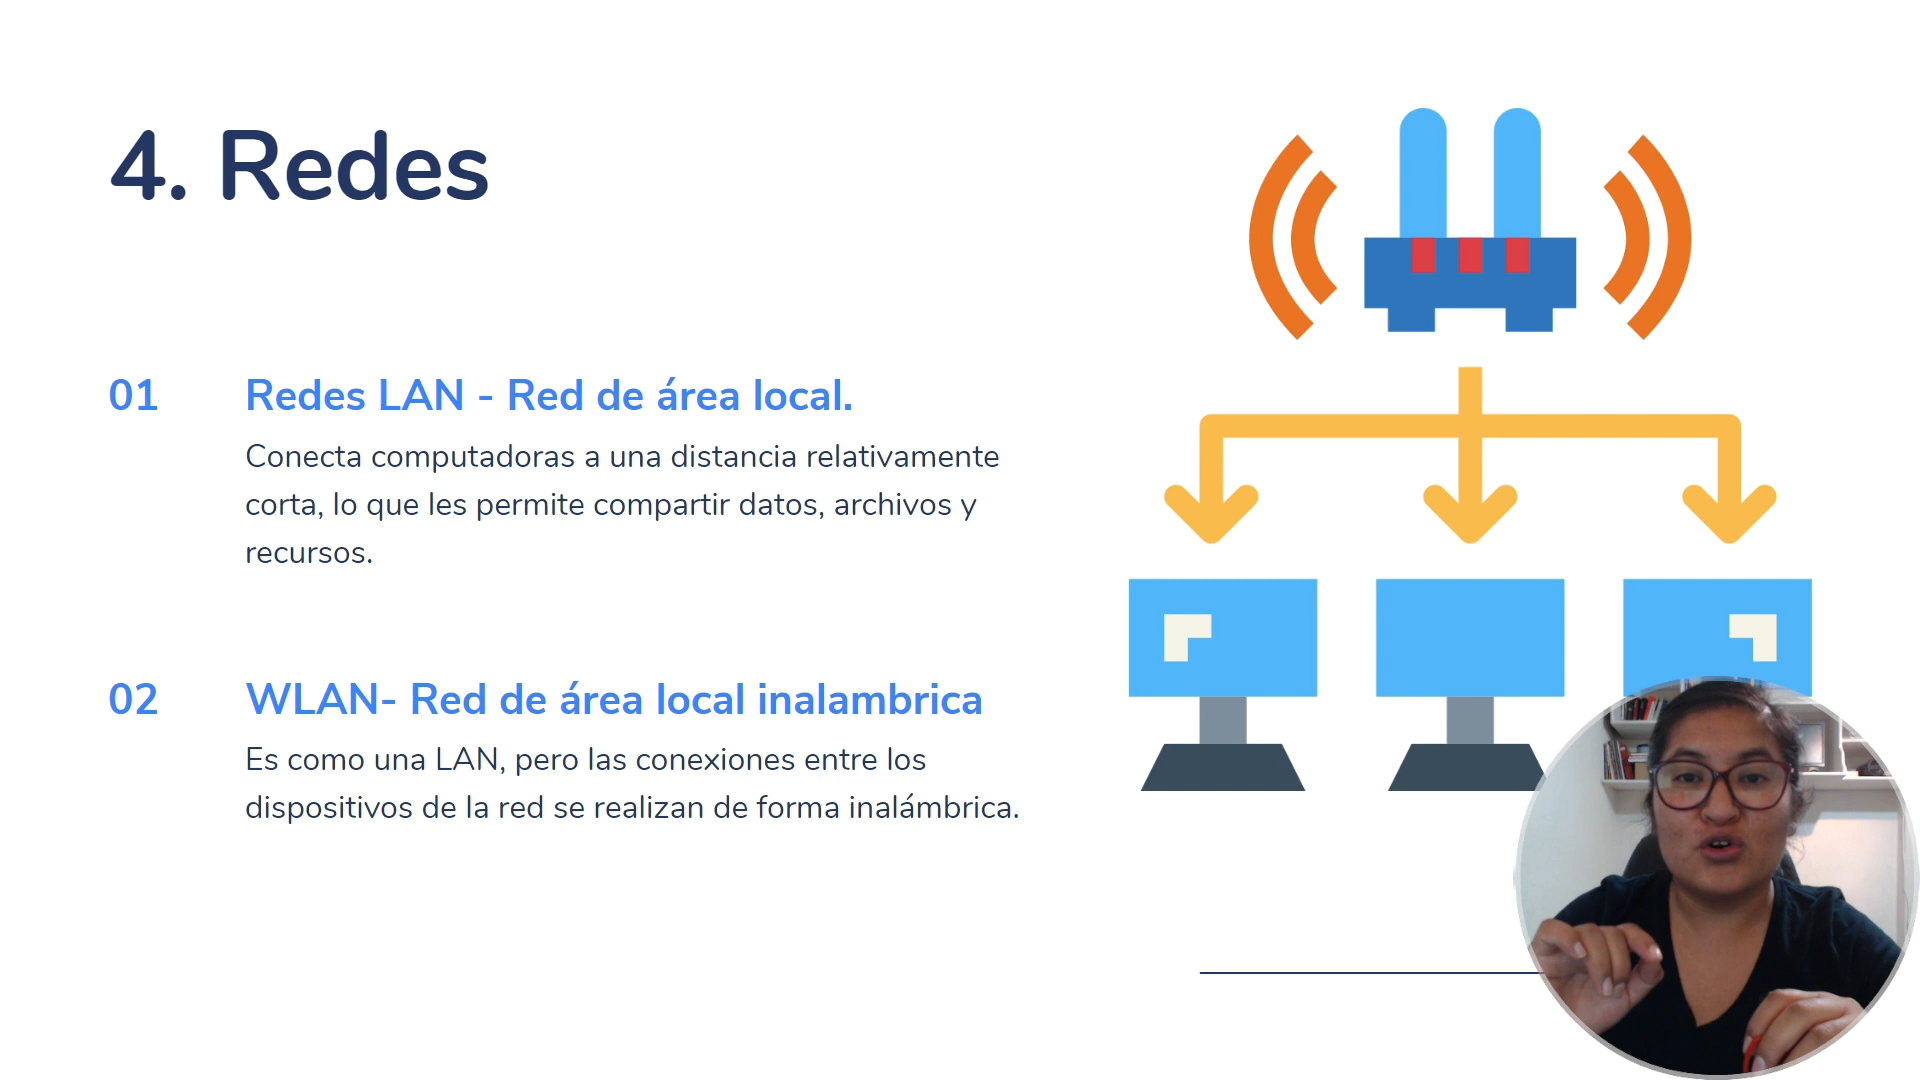 4. Redes
01
Redes LAN - Red de área local.
Conecta computadoras a una distancia relativamente
corta, lo que les permite compartir datos, archivos y
recursos.
02
WLAN- Red de área local inalambrica
Es como una LAN, pero las conexiones entre los
dispositivos de la red se realizan de forma inalámbrica.